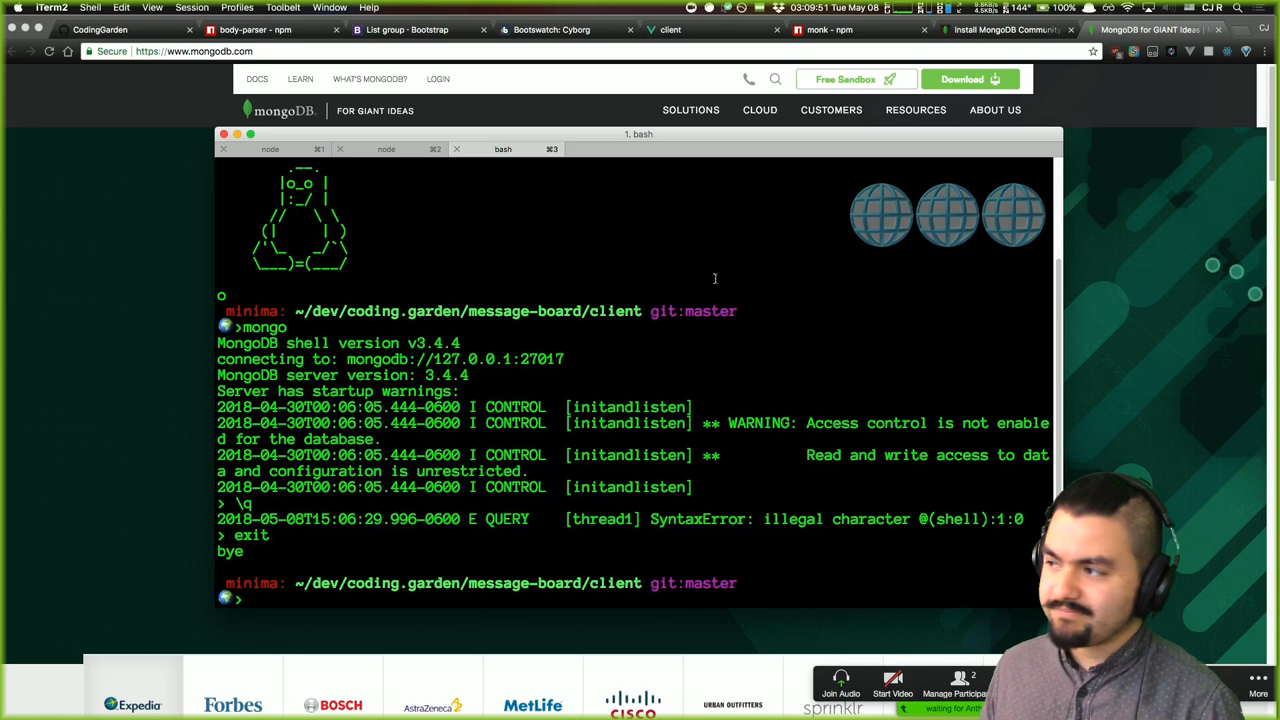 iTerm2 Shell Edit View Session Profiles Toolbelt Window Help
03:09:51 Tue May 08
144° 100% CJ R
CodingGarden
body-parser - npm
List group · Bootstrap
Bootswatch: Cyborg
client
monk - npm
Install MongoDB Community
MongoDB for GIANT Ideas |
CJ
Secure | https://www.mongodb.com
DOCS LEARN WHAT'S MONGODB? LOGIN
Free Sandbox
Download
mongoDB. FOR GIANT IDEAS
SOLUTIONS CLOUD CUSTOMERS RESOURCES ABOUT US
1. bash
node ⌘1
node ⌘2
bash ⌘3
.--.
|o_o |
|:_/ |
// \ \
(| | )
/'\_ _/`\
\___)=(___/
o
minima: ~/dev/coding.garden/message-board/client git:master
>mongo
MongoDB shell version v3.4.4
connecting to: mongodb://127.0.0.1:27017
MongoDB server version: 3.4.4
Server has startup warnings:
2018-04-30T00:06:05.444-0600 I CONTROL [initandlisten]
2018-04-30T00:06:05.444-0600 I CONTROL [initandlisten] ** WARNING: Access control is not enable
d for the database.
2018-04-30T00:06:05.444-0600 I CONTROL [initandlisten] ** Read and write access to dat
a and configuration is unrestricted.
2018-04-30T00:06:05.444-0600 I CONTROL [initandlisten]
> \q
2018-05-08T15:06:29.996-0600 E QUERY [thread1] SyntaxError: illegal character @(shell):1:0
> exit
bye
minima: ~/dev/coding.garden/message-board/client git:master
>
Expedia
Forbes
BOSCH
AstraZeneca
MetLife
CISCO
URBAN OUTFITTERS
sprinklr
Join Audio
Start Video
2
Manage Participa
More
waiting for Anth